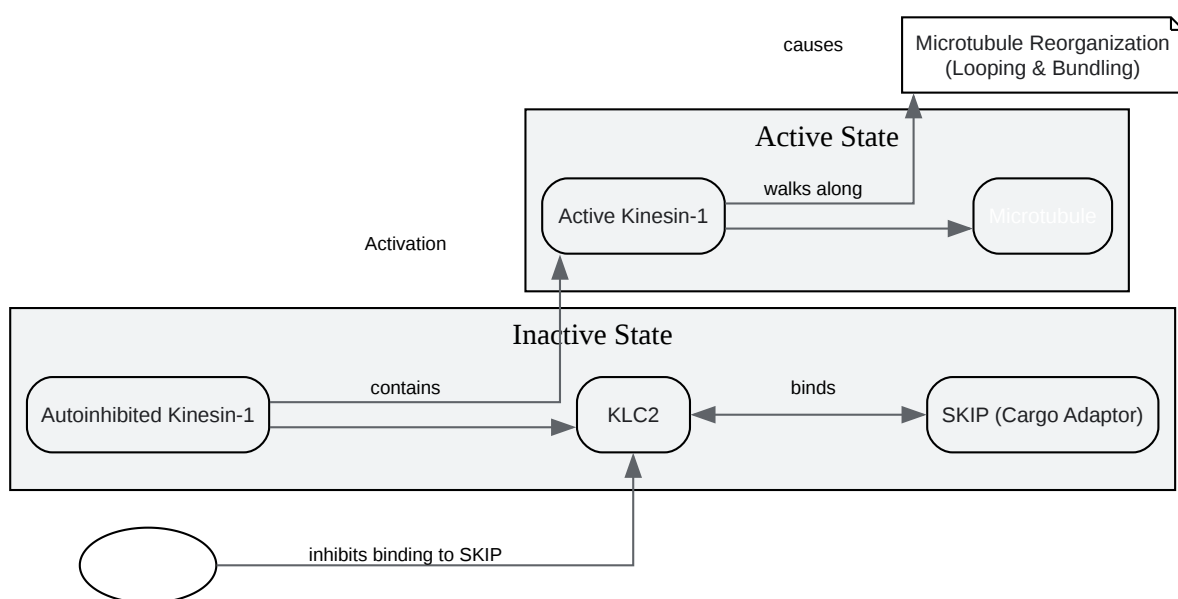 causes
Microtubule Reorganization
(Looping & Bundling)
Active State
Active Kinesin-1
walks along
Microtubule
Activation
Inactive State
Autoinhibited Kinesin-1
contains
KLC2
binds
SKIP (Cargo Adaptor)
inhibits binding to SKIP